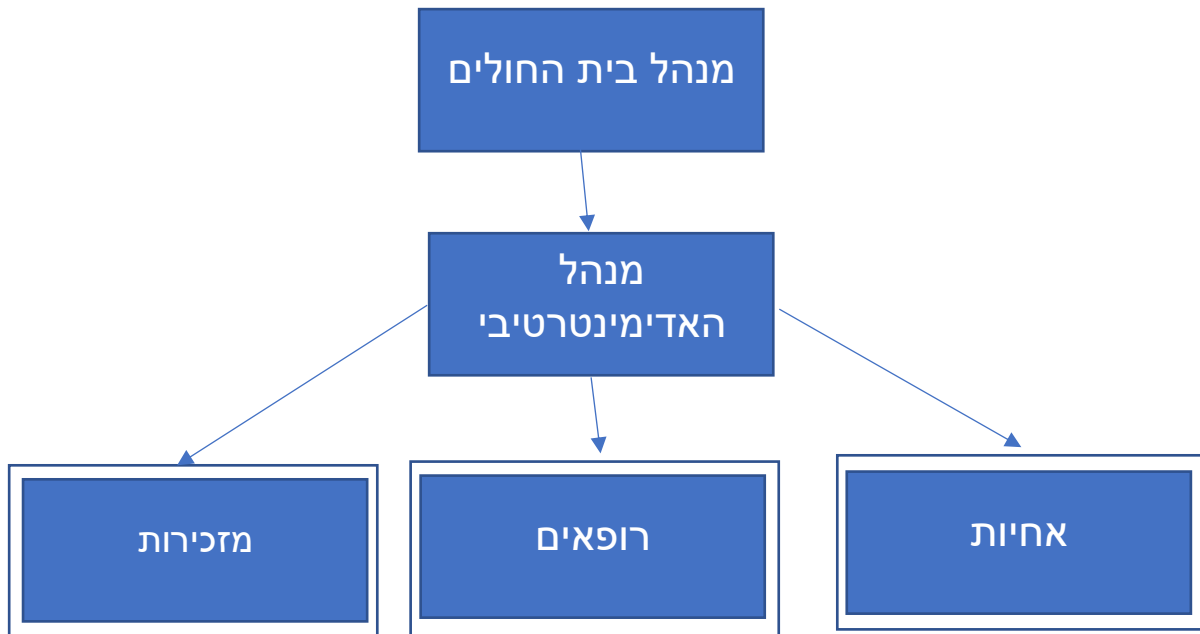 מנהל בית החולים
מנהל
האדימינטרטיבי
אחיות
רופאים
מזכירות